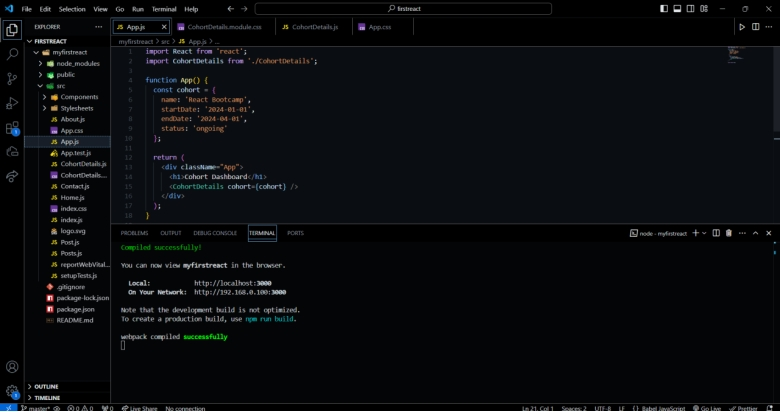 File Edit Selection View Go Run Terminal Help
firstreact
EXPLORER
FIRSTREACT
myfirstreact
node_modules
public
src
Components
Stylesheets
About.js
App.css
App.js
App.test.js
CohortDetails.js
CohortDetails....
Contact.js
Home.js
index.css
index.js
logo.svg
Post.js
Posts.js
reportWebVital...
setupTests.js
.gitignore
package-lock.json
package.json
README.md
OUTLINE
TIMELINE
App.js CohortDetails.module.css CohortDetails.js App.css
myfirstreact > src > App.js > ...
1 import React from 'react';
2 import CohortDetails from './CohortDetails';
3
4 function App() {
5 const cohort = {
6 name: 'React Bootcamp',
7 startDate: '2024-01-01',
8 endDate: '2024-04-01',
9 status: 'ongoing'
10 };
11
12 return (
13 <div className="App">
14 <h1>Cohort Dashboard</h1>
15 <CohortDetails cohort={cohort} />
16 </div>
17 );
18 }
PROBLEMS OUTPUT DEBUG CONSOLE TERMINAL PORTS
node - myfirstreact
Compiled successfully!
You can now view myfirstreact in the browser.
Local: http://localhost:3000
On Your Network: http://192.168.0.100:3000
Note that the development build is not optimized.
To create a production build, use npm run build.
webpack compiled successfully
master* 0 0 0 Live Share No connection
Ln 21, Col 1 Spaces: 2 UTF-8 LF {} Babel JavaScript Go Live Prettier